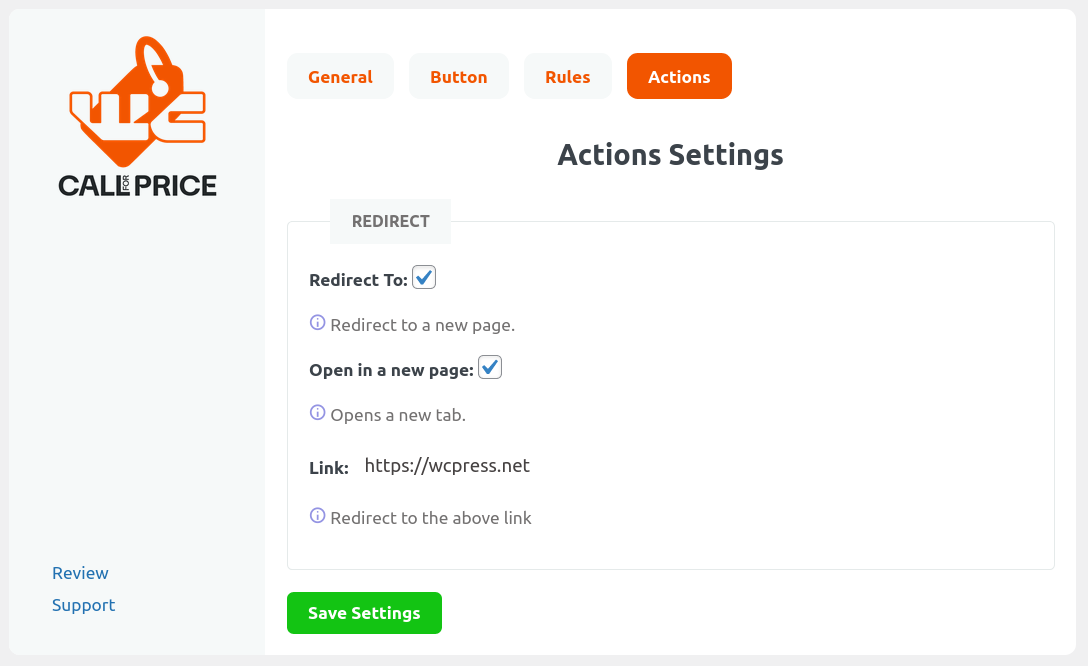 WC
CALL FOR PRICE
General Button Rules Actions
Actions Settings
REDIRECT
Redirect To:
Redirect to a new page.
Open in a new page:
Opens a new tab.
Link: https://wcpress.net
Redirect to the above link
Review
Support
Save Settings